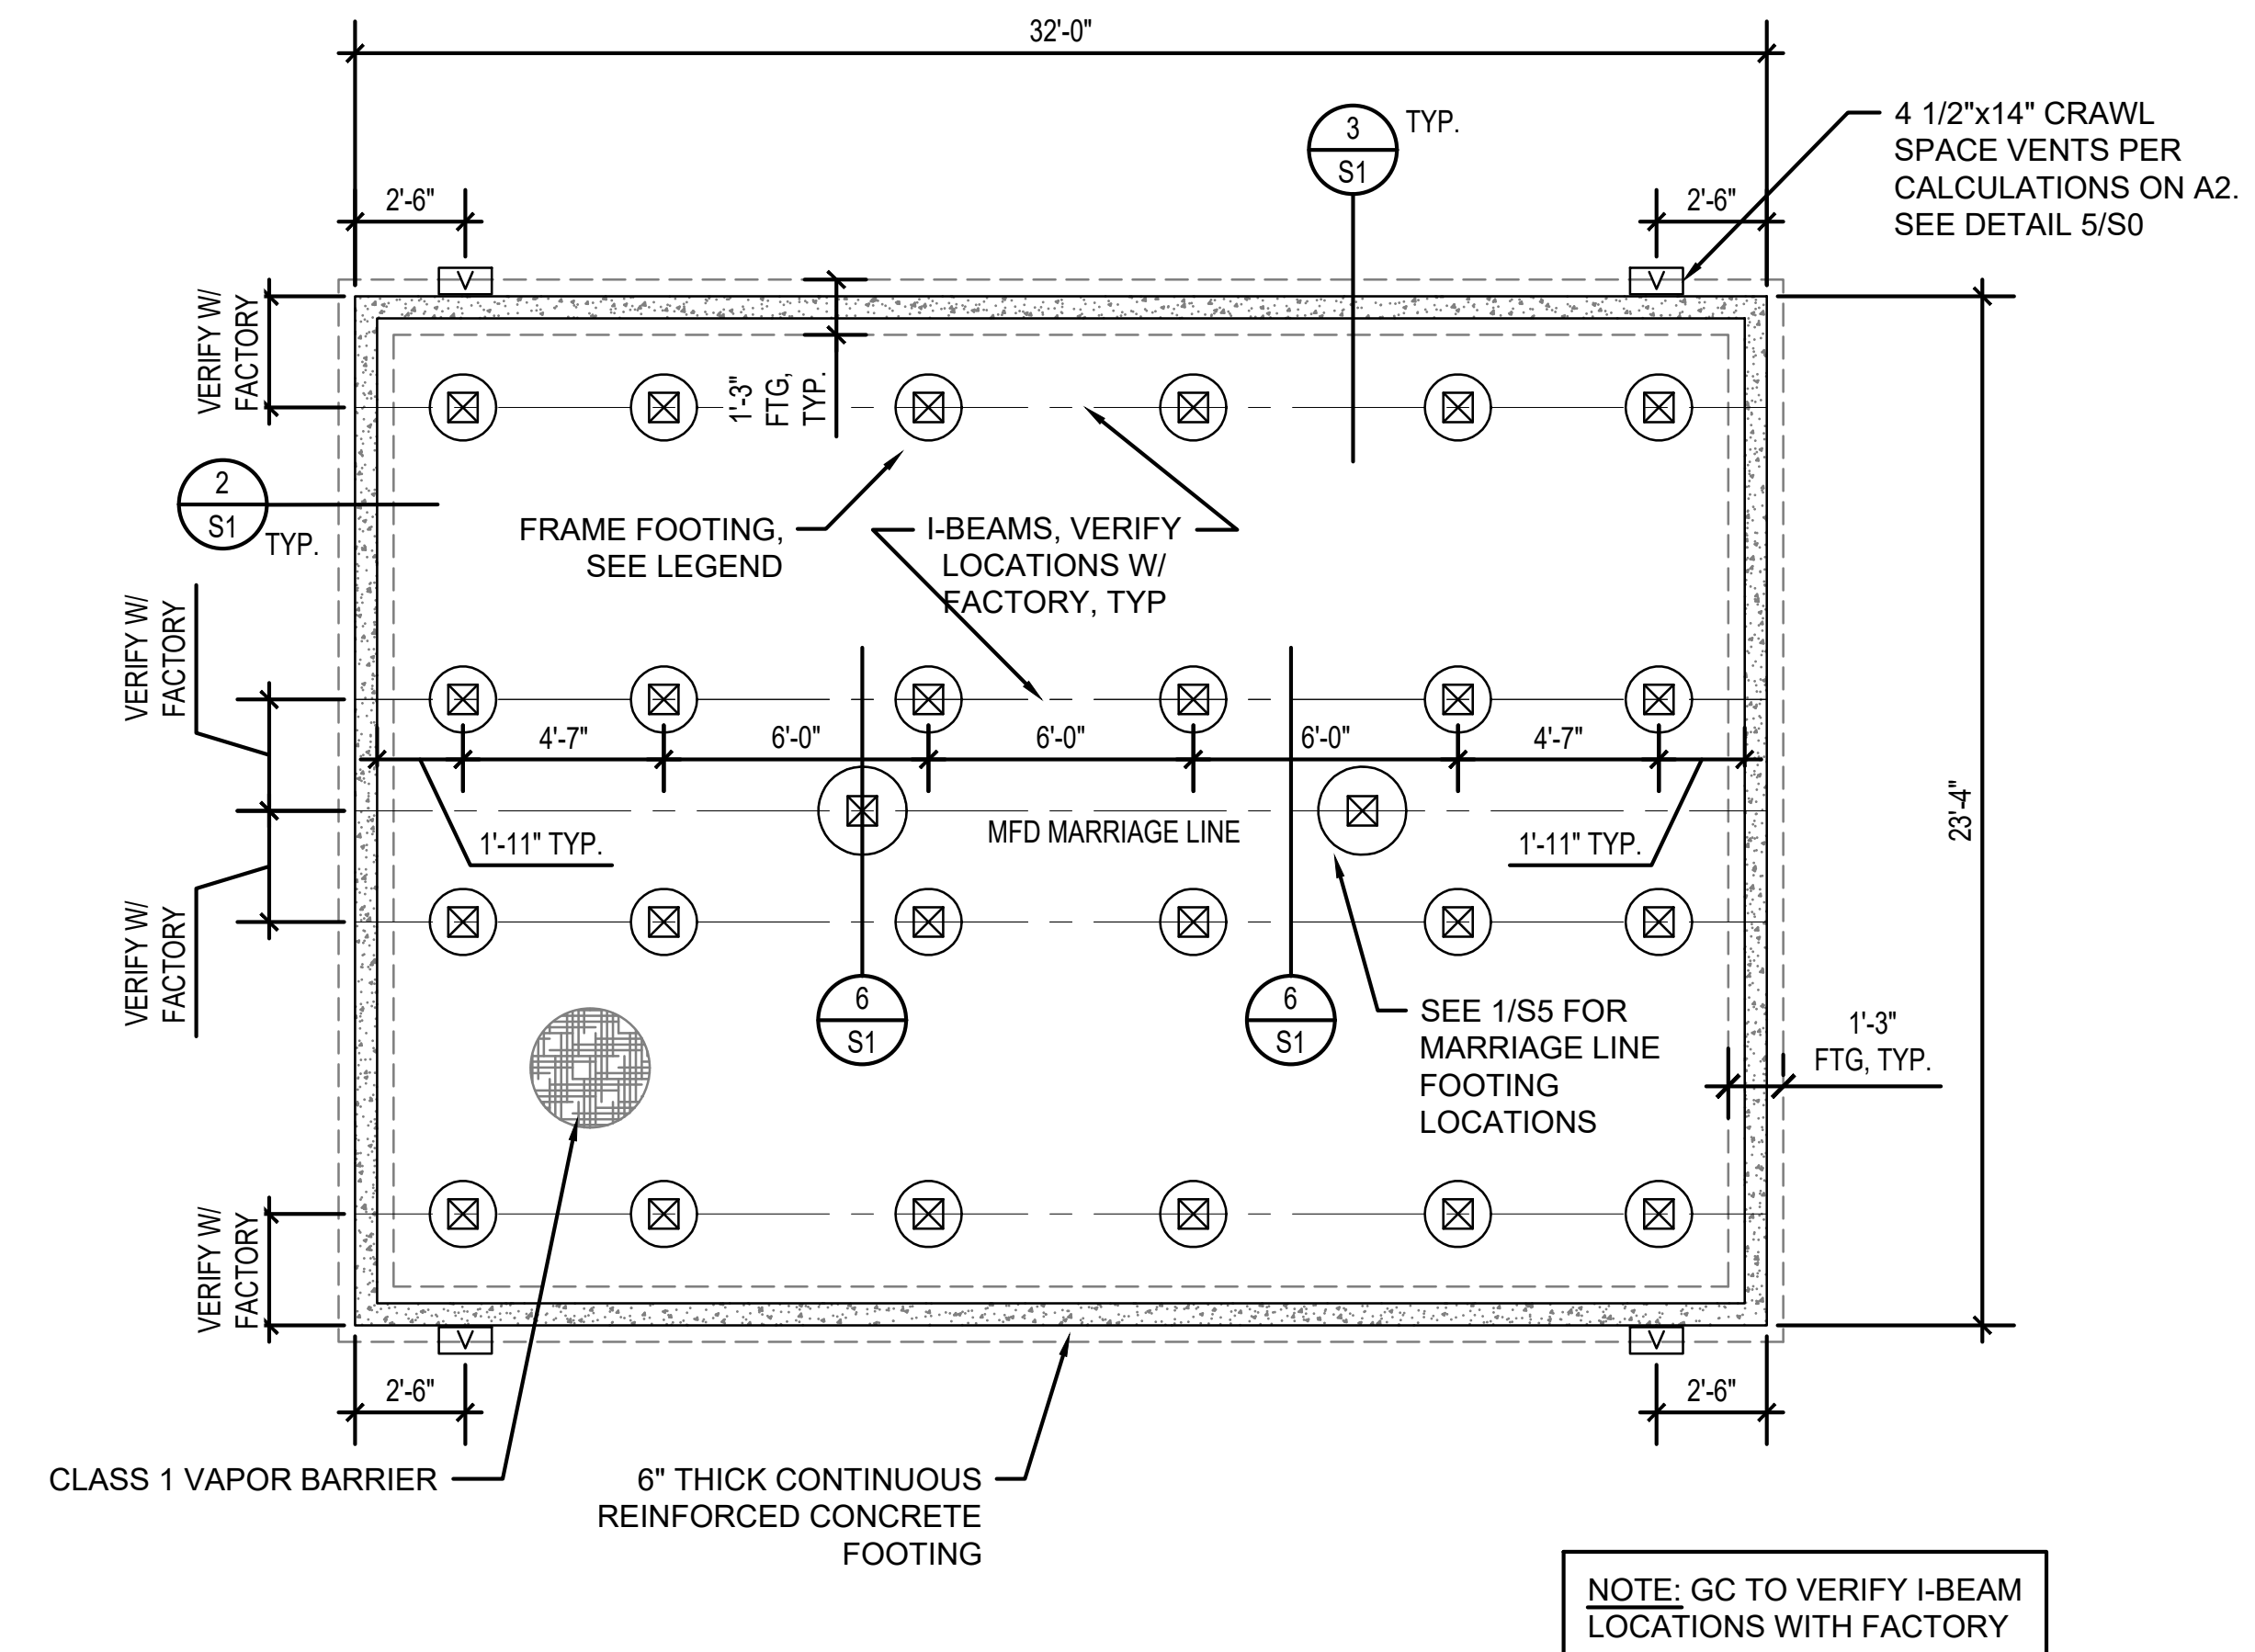 32'-0"
3
S1
TYP.
4 1/2"x14" CRAWL
SPACE VENTS PER
CALCULATIONS ON A2.
SEE DETAIL 5/S0
2'-6"
2'-6"
V
V
VERIFY W/
FACTORY
1'-3"
FTG,
TYP.
2
S1
TYP.
FRAME FOOTING,
SEE LEGEND
I-BEAMS, VERIFY
LOCATIONS W/
FACTORY, TYP
VERIFY W/
FACTORY
4'-7"
6'-0"
6'-0"
6'-0"
4'-7"
23'-4"
1'-11" TYP.
MFD MARRIAGE LINE
1'-11" TYP.
VERIFY W/
FACTORY
6
S1
6
S1
SEE 1/S5 FOR
MARRIAGE LINE
FOOTING
LOCATIONS
1'-3"
FTG, TYP.
VERIFY W/
FACTORY
V
V
2'-6"
2'-6"
CLASS 1 VAPOR BARRIER
6" THICK CONTINUOUS
REINFORCED CONCRETE
FOOTING
NOTE: GC TO VERIFY I-BEAM
LOCATIONS WITH FACTORY